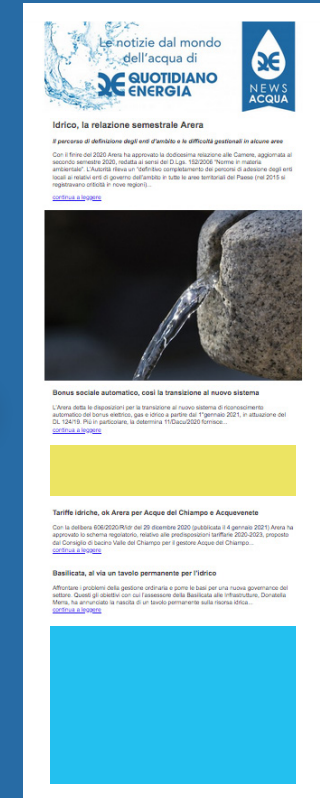 Le notizie dal mondo
dell'acqua di
QUOTIDIANO
ENERGIA
NEWS
ACQUA
Idrico, la relazione semestrale Arera
Il percorso di definizione degli enti d'ambito e le difficoltà gestionali in alcune aree
Con il finire del 2020 Arera ha approvato la dodicesima relazione alle Camere, aggiornata al
secondo semestre 2020, redatta ai sensi del D.Lgs. 152/2006 "Norme in materia
ambientale". L'Autorità rileva un "definitivo completamento dei percorsi di adesione degli enti
locali ai relativi enti di governo dell'ambito in tutte le aree territoriali del Paese (nel 2015 si
registravano criticità in nove regioni)...
continua a leggere
Bonus sociale automatico, così la transizione al nuovo sistema
L'Arera detta le disposizioni per la transizione al nuovo sistema di riconoscimento
automatico del bonus elettrico, gas e idrico a partire dal 1°gennaio 2021, in attuazione del
DL 124/19. Più in particolare, la determina 11/Dacu/2020 fornisce...
continua a leggere
Tariffe idriche, ok Arera per Acque del Chiampo e Acquevenete
Con la delibera 606/2020/R/idr del 29 dicembre 2020 (pubblicata il 4 gennaio 2021) Arera ha
approvato lo schema regolatorio, relativo alle predisposizioni tariffarie 2020-2023, proposto
dal Consiglio di bacino Valle del Chiampo per il gestore Acque del Chiampo...
continua a leggere
Basilicata, al via un tavolo permanente per l'idrico
Affrontare i problemi della gestione ordinaria e porre le basi per una nuova governance del
settore. Questi gli obiettivi con cui l'assessore della Basilicata alle Infrastrutture, Donatella
Merra, ha annunciato la nascita di un tavolo permanente sulla risorsa idrica...
continua a leggere